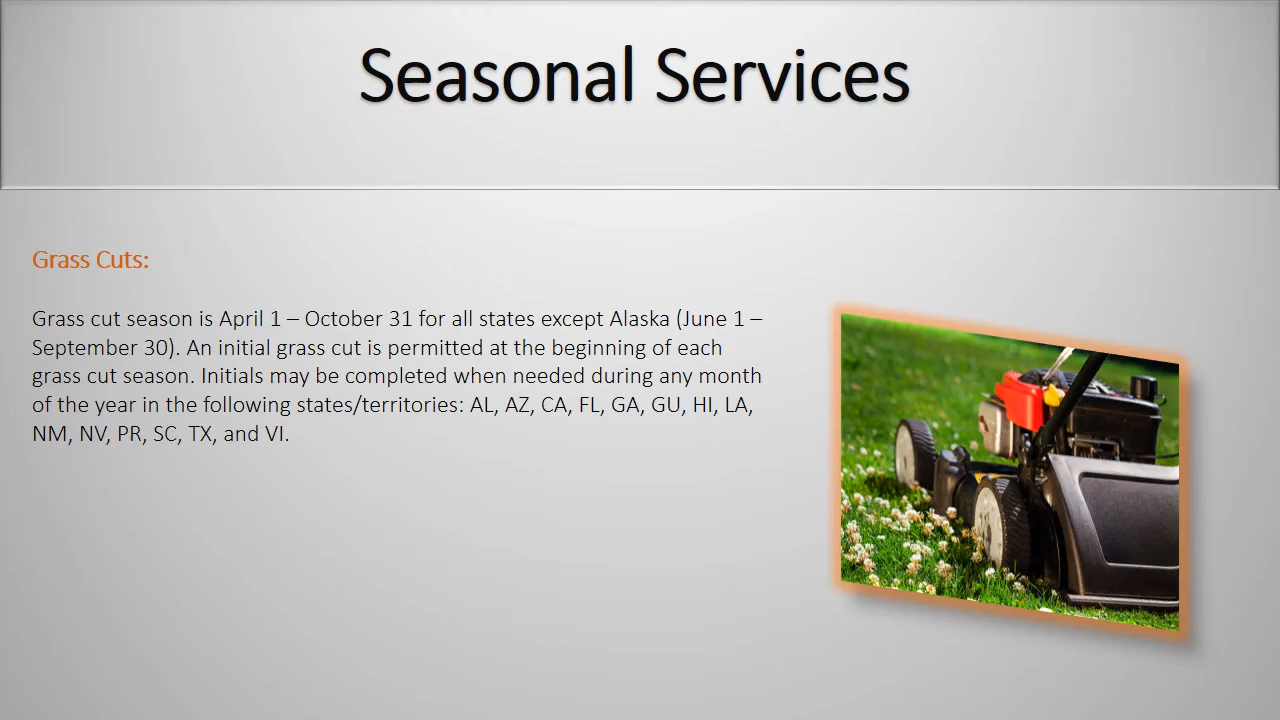 Seasonal Services
Grass Cuts:
Grass cut season is April 1 – October 31 for all states except Alaska (June 1 –
September 30). An initial grass cut is permitted at the beginning of each
grass cut season. Initials may be completed when needed during any month
of the year in the following states/territories: AL, AZ, CA, FL, GA, GU, HI, LA,
NM, NV, PR, SC, TX, and VI.